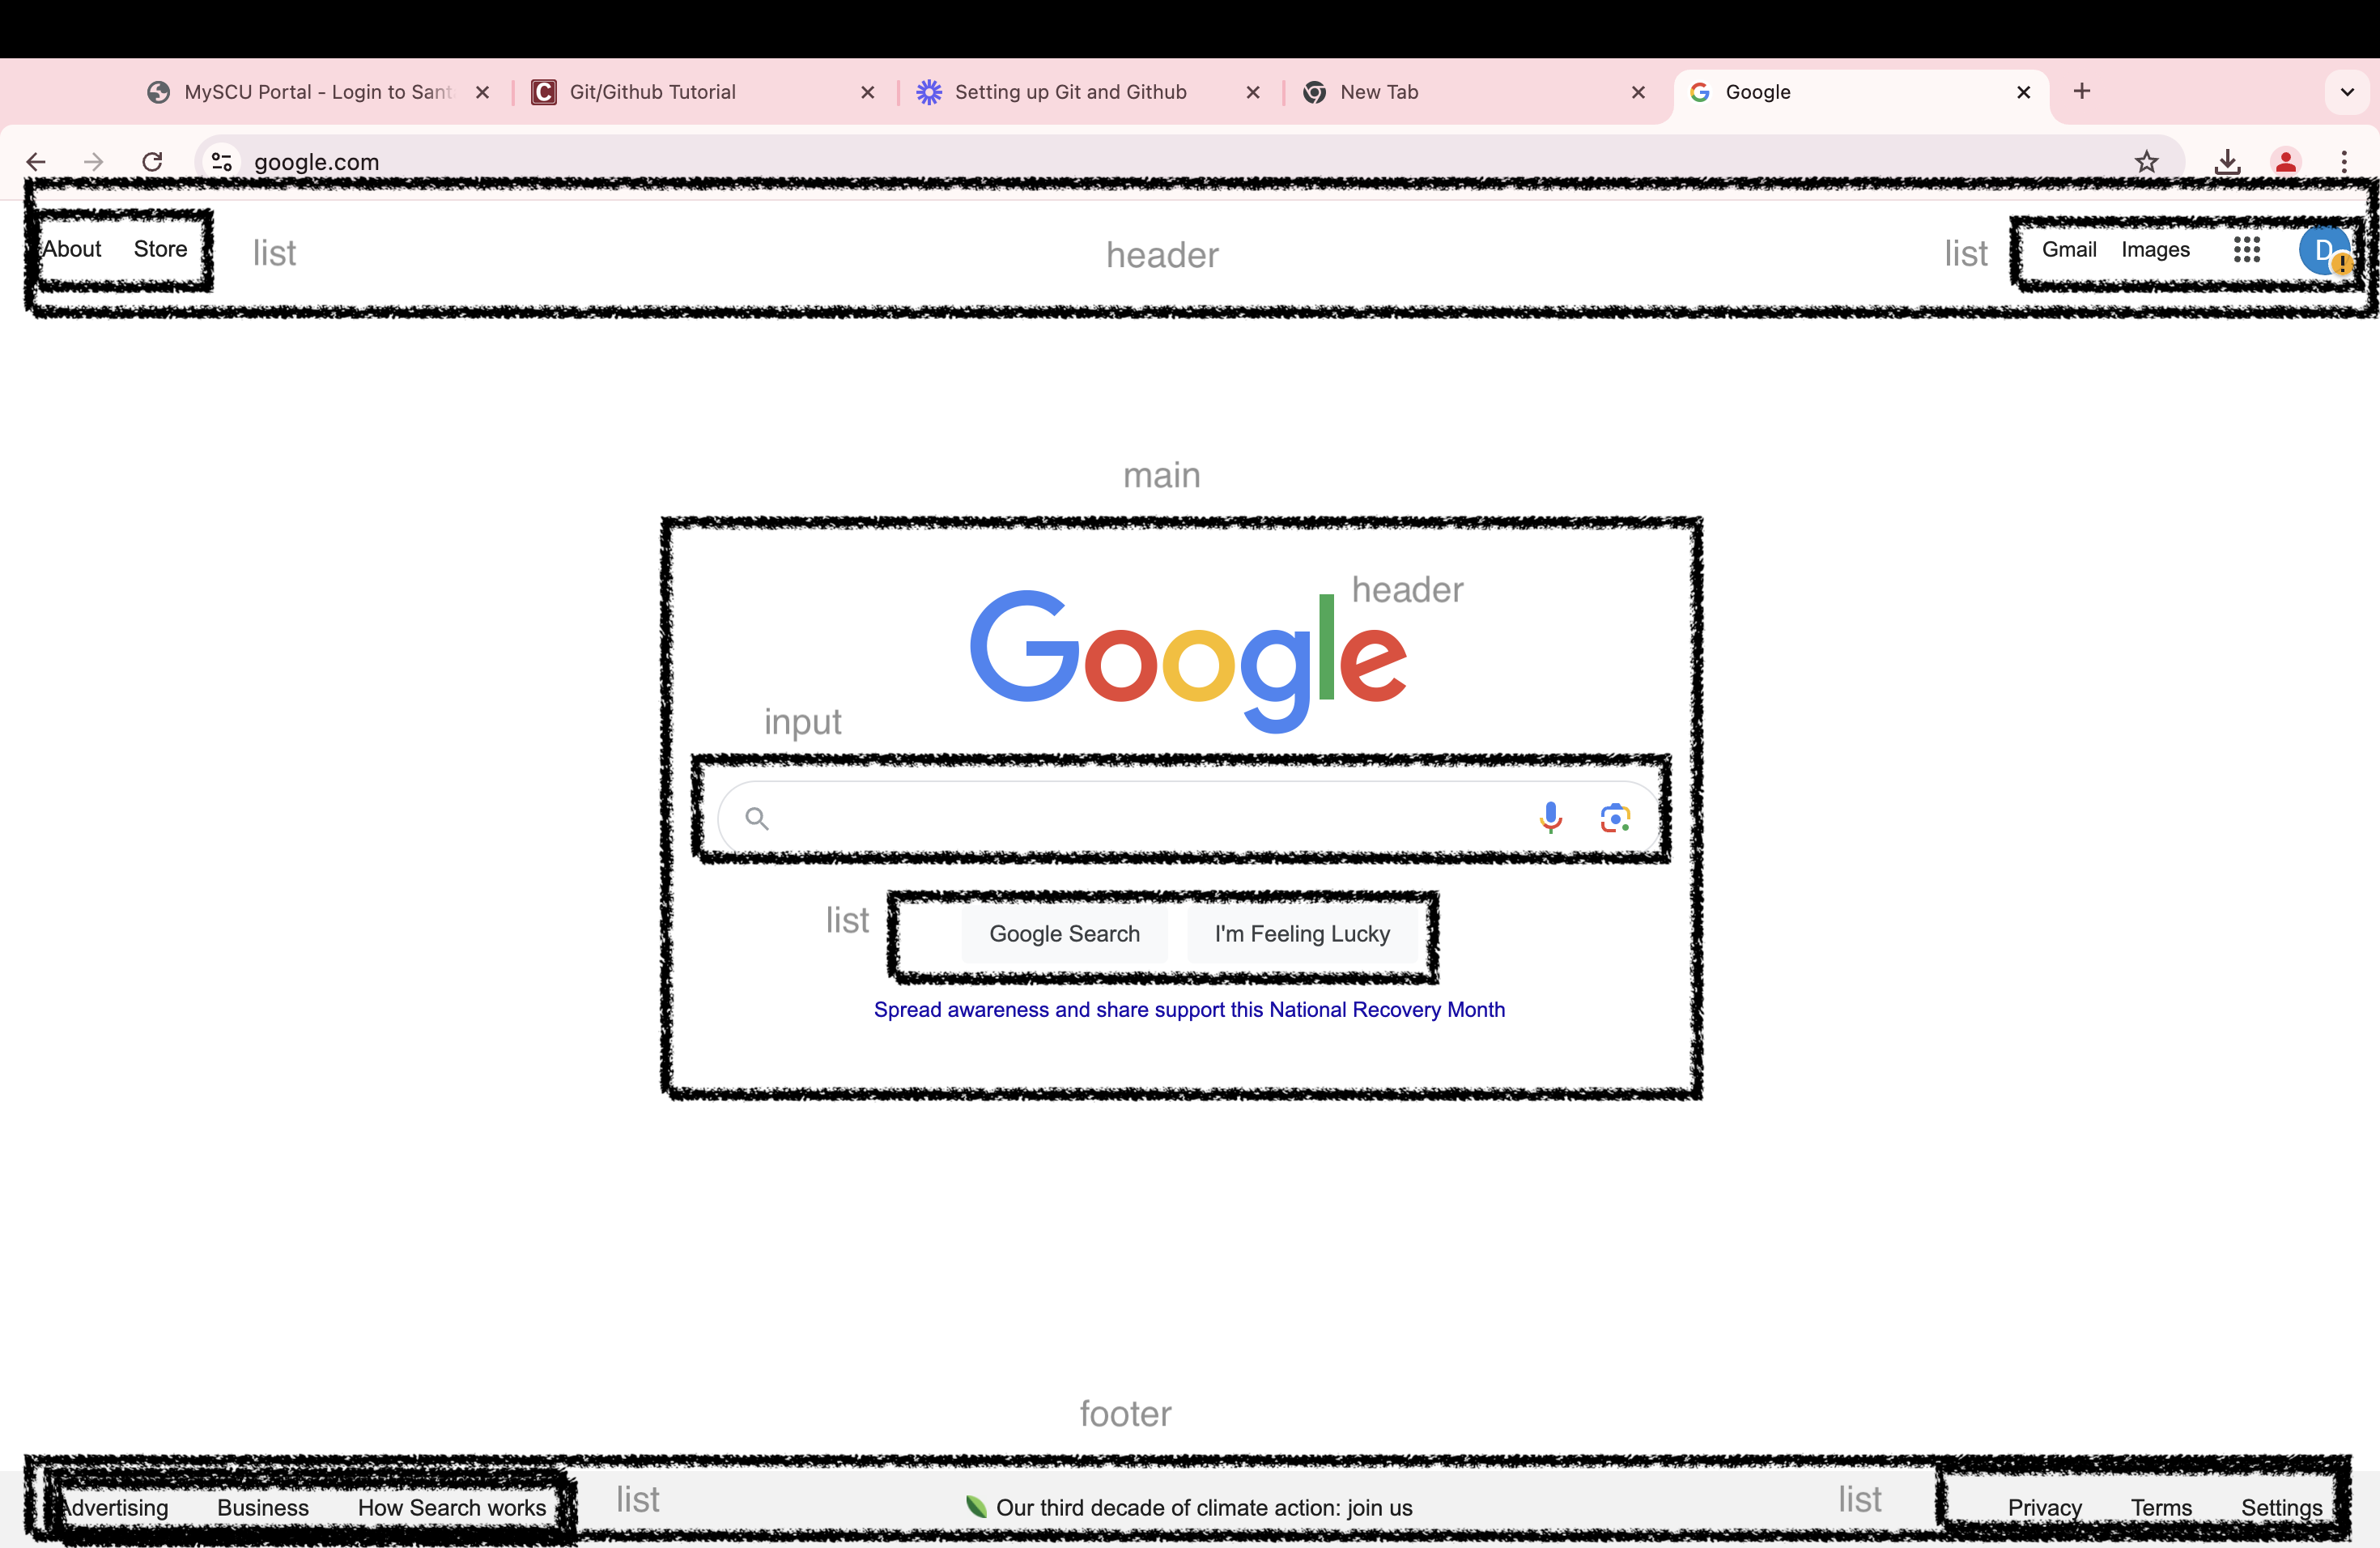 MySCU Portal - Login to Sant
Git/Github Tutorial
Setting up Git and Github
New Tab
Google
google.com
About Store list header list Gmail Images D
main
header
Google
input
list Google Search I'm Feeling Lucky
Spread awareness and share support this National Recovery Month
footer
Advertising Business How Search works list Our third decade of climate action: join us list Privacy Terms Settings